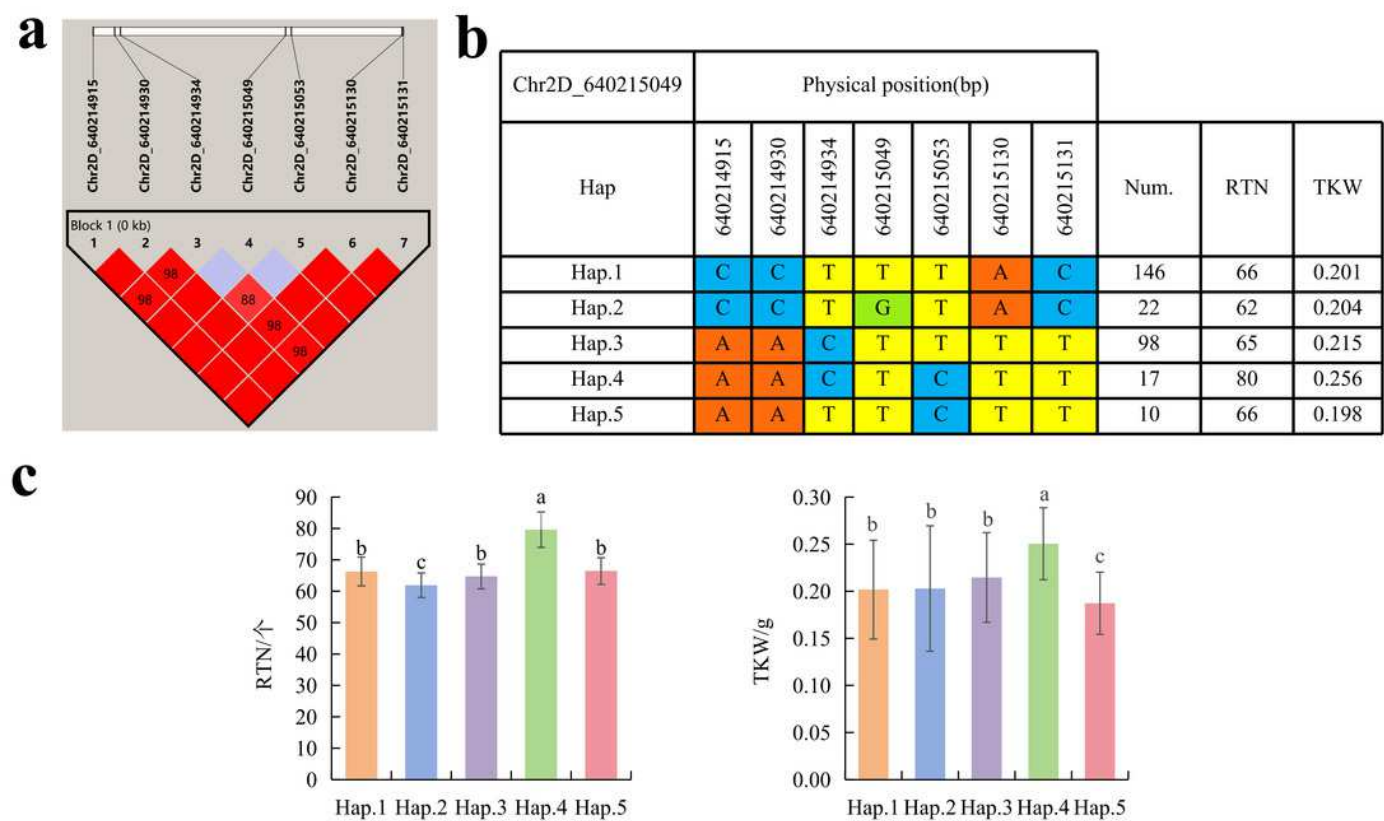 a
Chr2D_640214915
Chr2D_640214930
Chr2D_640214934
Chr2D_640215049
Chr2D_640215053
Chr2D_640215130
Chr2D_640215131
Block 1 (0 kb)
1 2 3 4 5 6 7
98
98 88
98
98
b
Chr2D_640215049 Physical position(bp)
Hap 640214915 640214930 640214934 640215049 640215053 640215130 640215131 Num. RTN TKW
Hap.1 C C T T T A C 146 66 0.201
Hap.2 C C T G T A C 22 62 0.204
Hap.3 A A C T T T T 98 65 0.215
Hap.4 A A C T C T T 17 80 0.256
Hap.5 A A T T C T T 10 66 0.198
c
RTN/个
90
80
70
60
50
40
30
20
10
0
b c b a b
Hap.1 Hap.2 Hap.3 Hap.4 Hap.5
TKW/g
0.30
0.25
0.20
0.15
0.10
0.05
0.00
b b b a c
Hap.1 Hap.2 Hap.3 Hap.4 Hap.5